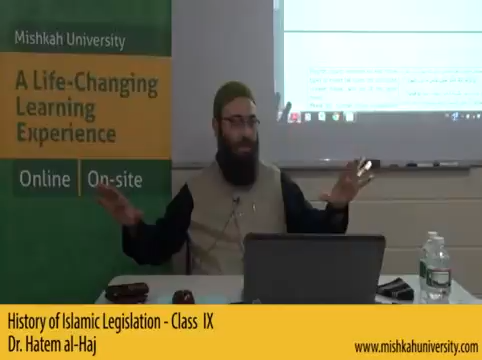 Mishkah University
A Life-Changing
Learning
Experience
Online | On-site
History of Islamic Legislation - Class IX
Dr. Hatem al-Haj
www.mishkahuniversity.com